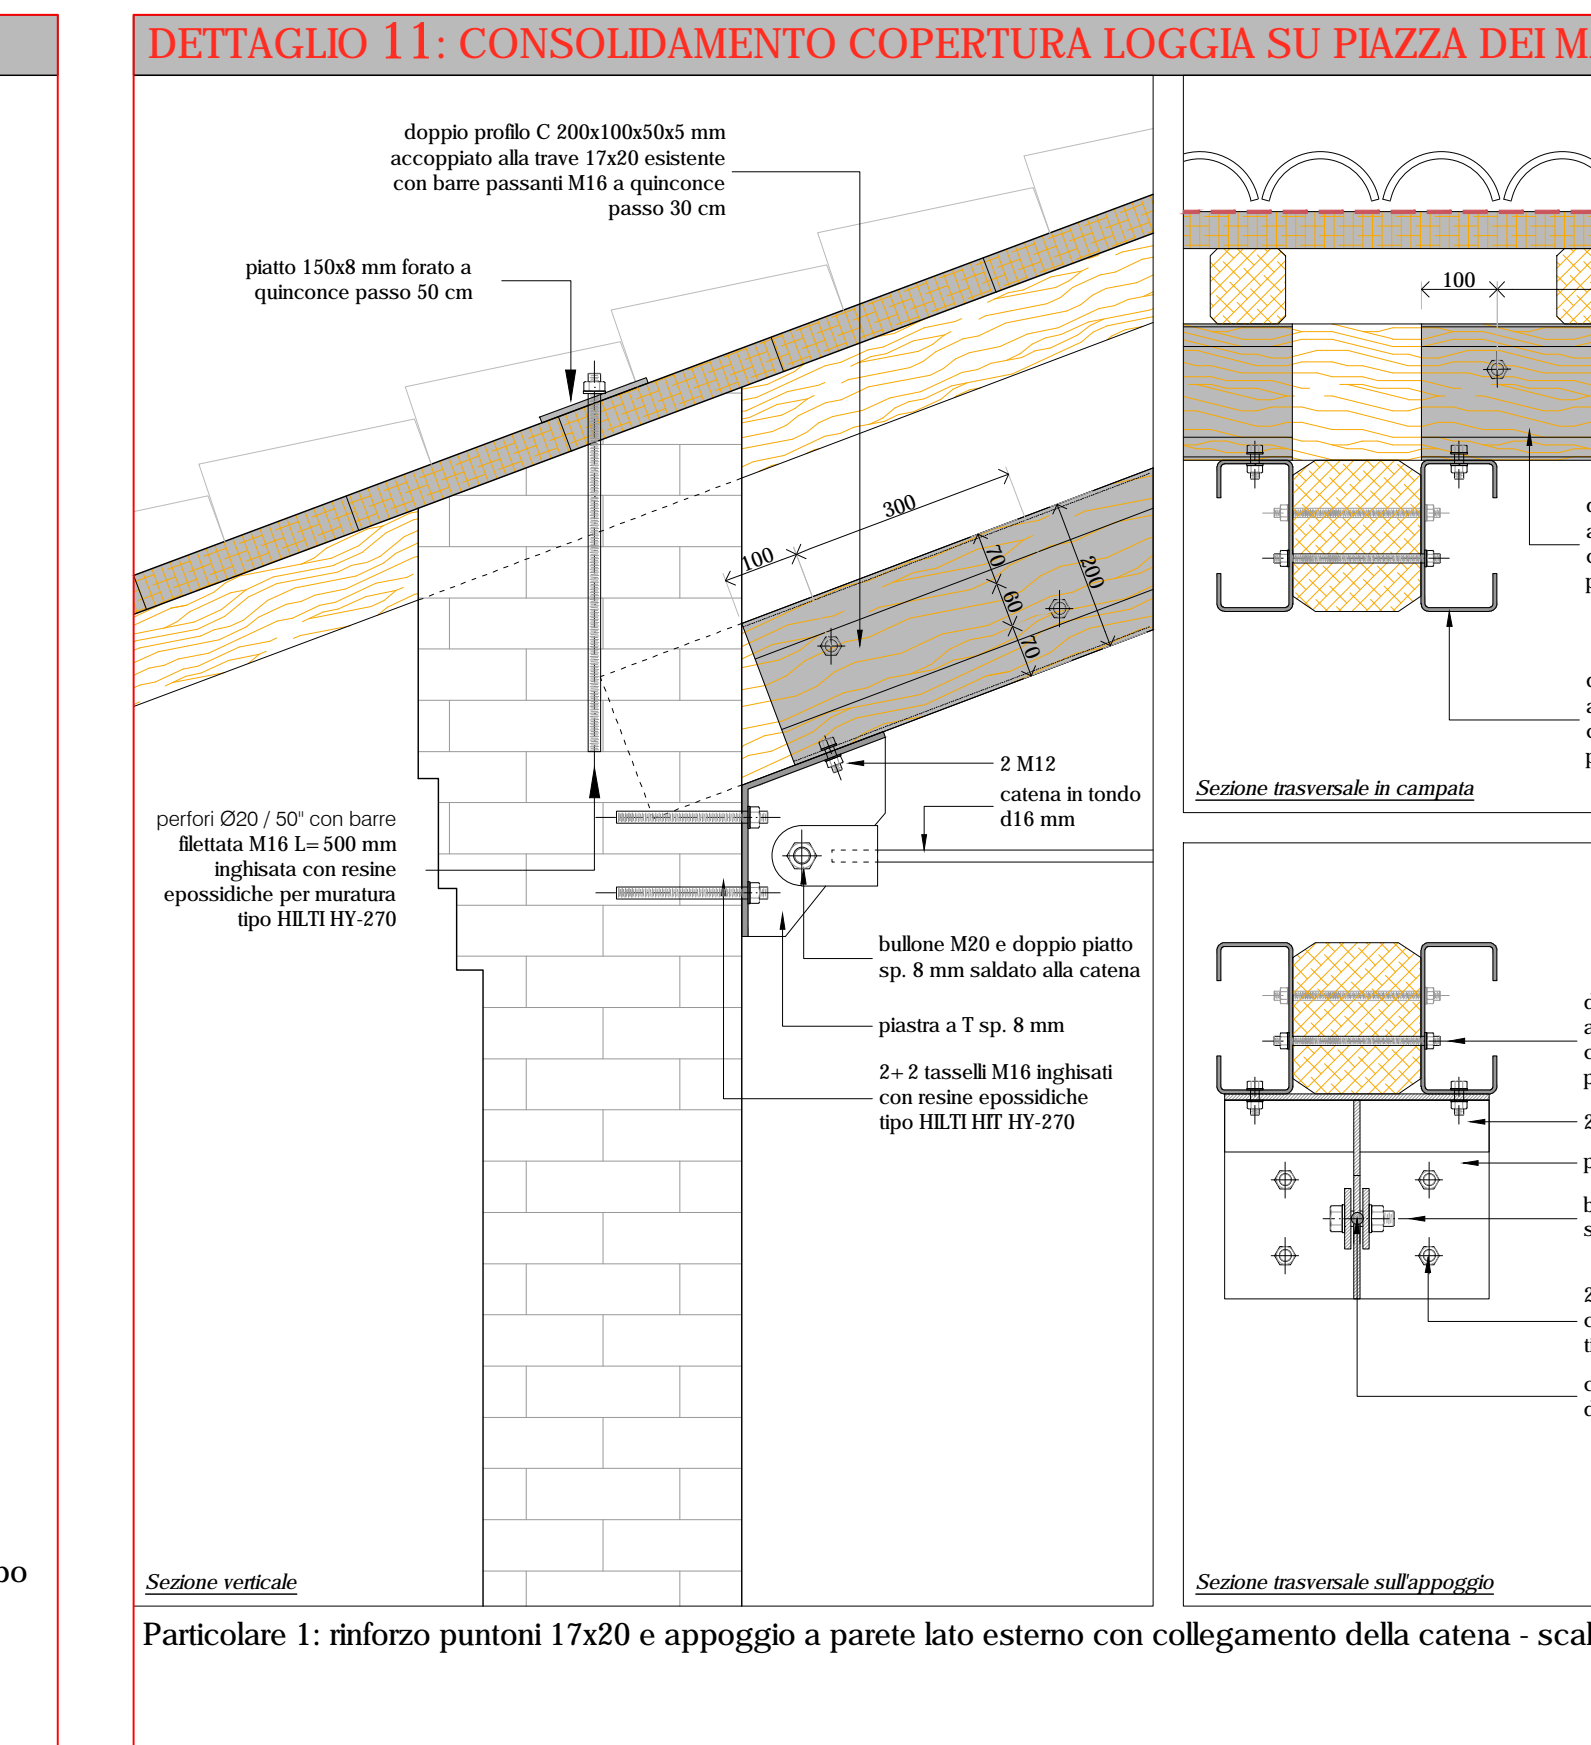 DETTAGLIO 11: CONSOLIDAMENTO COPERTURA LOGGIA SU PIAZZA DEI
doppio profilo C 200x100x50x5 mm
accoppiato alla trave 17x20 esistente
con barre passanti M16 a quinconce
passo 30 cm
piatto 150x8 mm forato a
quinconce passo 50 cm
300
100
70
60
70
200
2 M12
catena in tondo
d16 mm
perfori Ø20 / 50" con barre
filettata M16 L=500 mm
inghisata con resine
epossidiche per muratura
tipo HILTI HY-270
bullone M20 e doppio piatto
sp. 8 mm saldato alla catena
piastra a T sp. 8 mm
2+2 tasselli M16 inghisati
con resine epossidiche
tipo HILTI HIT HY-270
Sezione verticale
100
Sezione trasversale in campata
Sezione trasversale sull'appoggio
Particolare 1: rinforzo puntoni 17x20 e appoggio a parete lato esterno con collegamento della catena -